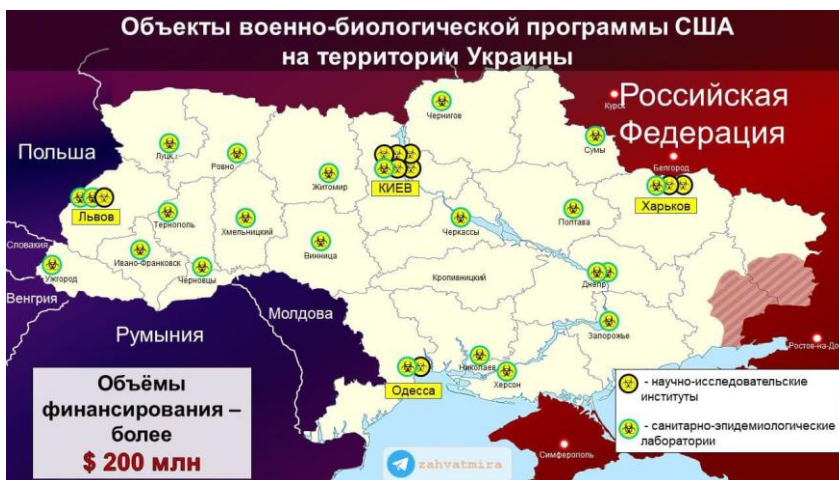 Объекты военно-биологической программы США
на территории Украины
Российская
Федерация
Курск
Чернигов
Сумы
Белгород
Польша
Луцк
Ровно
Житомир
КИЕВ
Харьков
Львов
Тернополь
Хмельницкий
Черкассы
Полтава
Словакия
Ивано-Франковск
Винница
Ужгород
Черновцы
Кропивницкий
Днепр
Венгрия
Молдова
Румыния
Запорожье
Ростов-на-До
Николаев
Херсон
Одесса
Объёмы
финансирования –
более
$ 200 млн
- научно-исследовательские
институты
- санитарно-эпидемиологические
лаборатории
Симферополь
zahvatmira